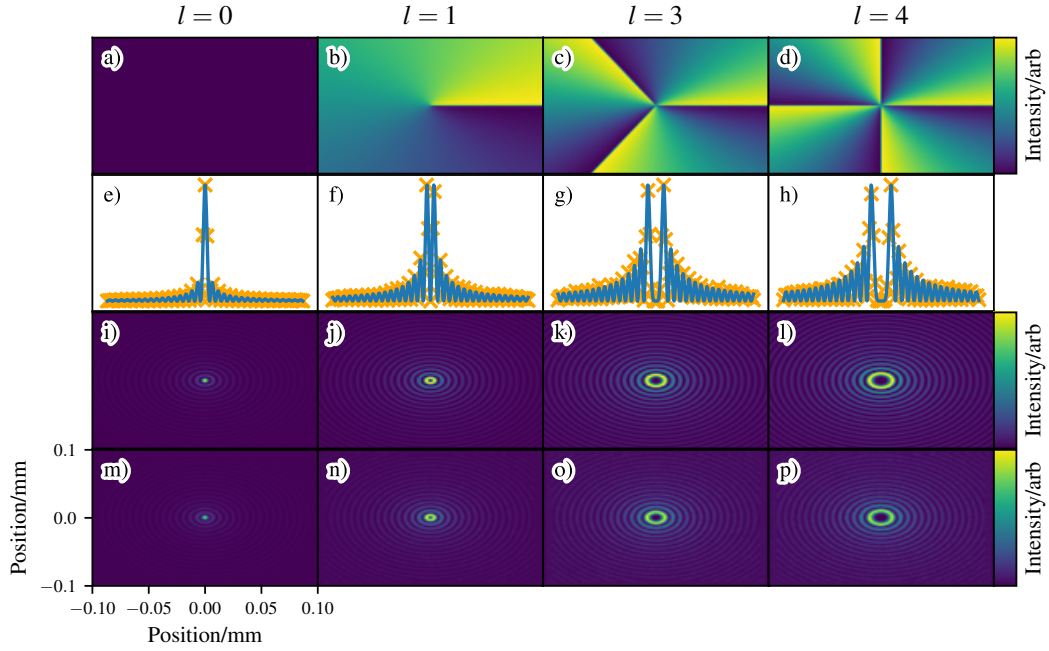 l = 0 l = 1 l = 3 l = 4
a) b) c) d) Intensity/arb
e) f) g) h)
i) j) k) l) Intensity/arb
m) n) o) p) Intensity/arb
Position/mm
0.1
0.0
−0.1
−0.10 −0.05 0.00 0.05 0.10
Position/mm